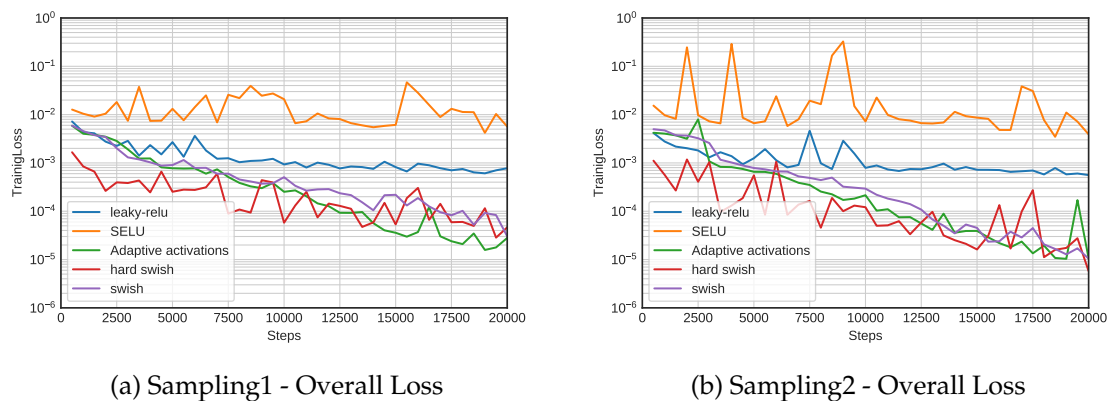 10^0
10^−1
10^−2
10^−3
10^−4
10^−5
10^−6
TrainigLoss
leaky-relu
SELU
Adaptive activations
hard swish
swish
0 2500 5000 7500 10000 12500 15000 17500 20000
Steps
(a) Sampling1 - Overall Loss
10^0
10^−1
10^−2
10^−3
10^−4
10^−5
10^−6
TrainigLoss
leaky-relu
SELU
Adaptive activations
hard swish
swish
0 2500 5000 7500 10000 12500 15000 17500 20000
Steps
(b) Sampling2 - Overall Loss